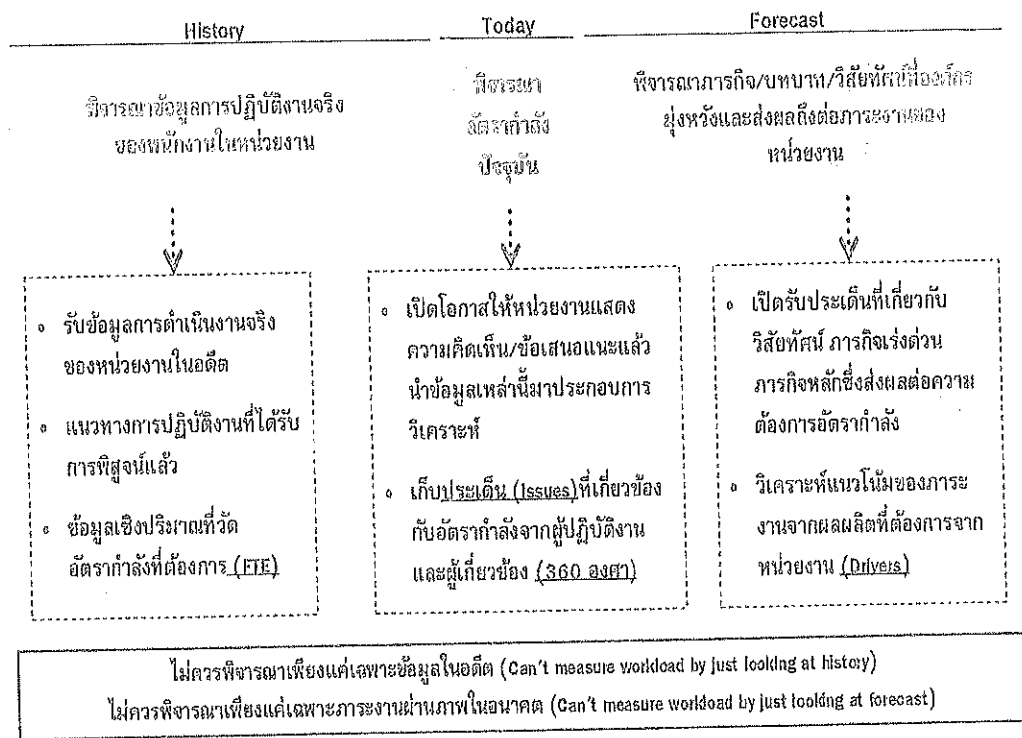 History
Today
Forecast
พิจารณาข้อมูลการปฏิบัติงานจริง
ของพนักงานในหน่วยงาน
พิจารณา
อัตรากำลัง
ปัจจุบัน
พิจารณาภารกิจ/บทบาท/วิสัยทัศน์ที่องค์กร
มุ่งหวังและส่งผลถึงต่อภาระงานของ
หน่วยงาน
• รับข้อมูลการดำเนินงานจริง
ของหน่วยงานในอดีต
• แนวทางการปฏิบัติงานที่ได้รับ
การพิสูจน์แล้ว
• ข้อมูลเชิงปริมาณที่วัด
อัตรากำลังที่ต้องการ (FTE)
• เปิดโอกาสให้หน่วยงานแสดง
ความคิดเห็น/ข้อเสนอแนะแล้ว
นำข้อมูลเหล่านี้มาประกอบการ
วิเคราะห์
• เก็บประเด็น (Issues)ที่เกี่ยวข้อง
กับอัตรากำลังจากผู้ปฏิบัติงาน
และผู้เกี่ยวข้อง (360 องศา)
• เปิดรับประเด็นที่เกี่ยวกับ
วิสัยทัศน์ ภารกิจเร่งด่วน
ภารกิจหลักซึ่งส่งผลต่อความ
ต้องการอัตรากำลัง
• วิเคราะห์แนวโน้มของภาระ
งานจากผลผลิตที่ต้องการจาก
หน่วยงาน (Drivers)
ไม่ควรพิจารณาเพียงแต่เฉพาะข้อมูลในอดีต (Can't measure workload by just looking at history)
ไม่ควรพิจารณาเพียงแต่เฉพาะภาระงานผ่านภาพในอนาคต (Can't measure workload by just looking at forecast)